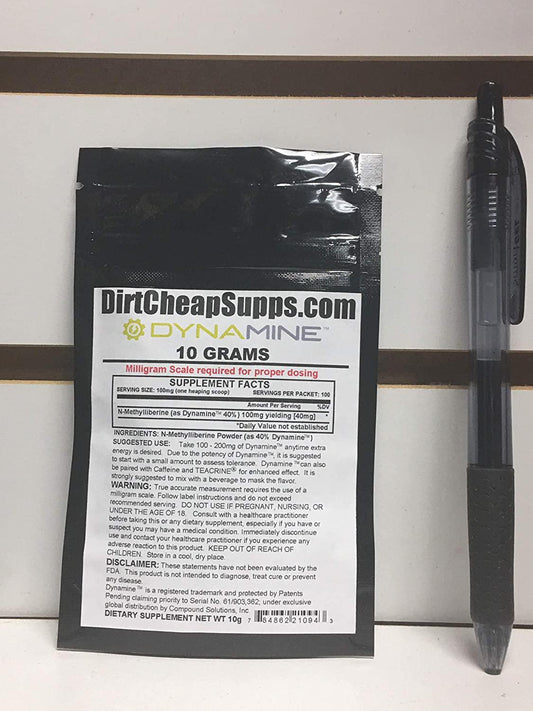 DirtCheapSupps.com
DYNAMINE™
10 GRAMS
Milligram Scale required for proper dosing
SUPPLEMENT FACTS
SERVING SIZE: 100mg (one heaping scoop) SERVINGS PER PACKET: 100
Amount Per Serving %DV
N-Methylliberine (as Dynamine™ 40%) 100mg yielding [40mg] *
*Daily Value not established
INGREDIENTS: N-Methylliberine Powder (as 40% Dynamine™)
SUGGESTED USE: Take 100 - 200mg of Dynamine™ anytime extra
energy is desired. Due to the potency of Dynamine™, it is suggested
to start with a small amount to assess tolerance. Dynamine™can also
be paired with Caffeine and TEACRINE® for enhanced effect. It is
strongly suggested to mix with a beverage to mask the flavor.
WARNING: True accurate measurement requires the use of a
milligram scale. Follow label instructions and do not exceed
recommended serving. DO NOT USE IF PREGNANT, NURSING, OR
UNDER THE AGE OF 18. Consult with a healthcare practitioner
before taking this or any dietary supplement, especially if you have or
suspect you may have a medical condition. Immediately discontinue
use and contact your healthcare practitioner if you experience any
adverse reaction to this product. KEEP OUT OF REACH OF
CHILDREN. Store in a cool, dry place.
DISCLAIMER: These statements have not been evaluated by the
FDA. This product is not intended to diagnose, treat cure or prevent
any disease.
Dynamine™ is a registered trademark and protected by Patents
Pending claiming priority to Serial No. 61/903,362; under exclusive
global distribution by Compound Solutions, Inc
DIETARY SUPPLEMENT NET WT 10g 7 84862 21094 3